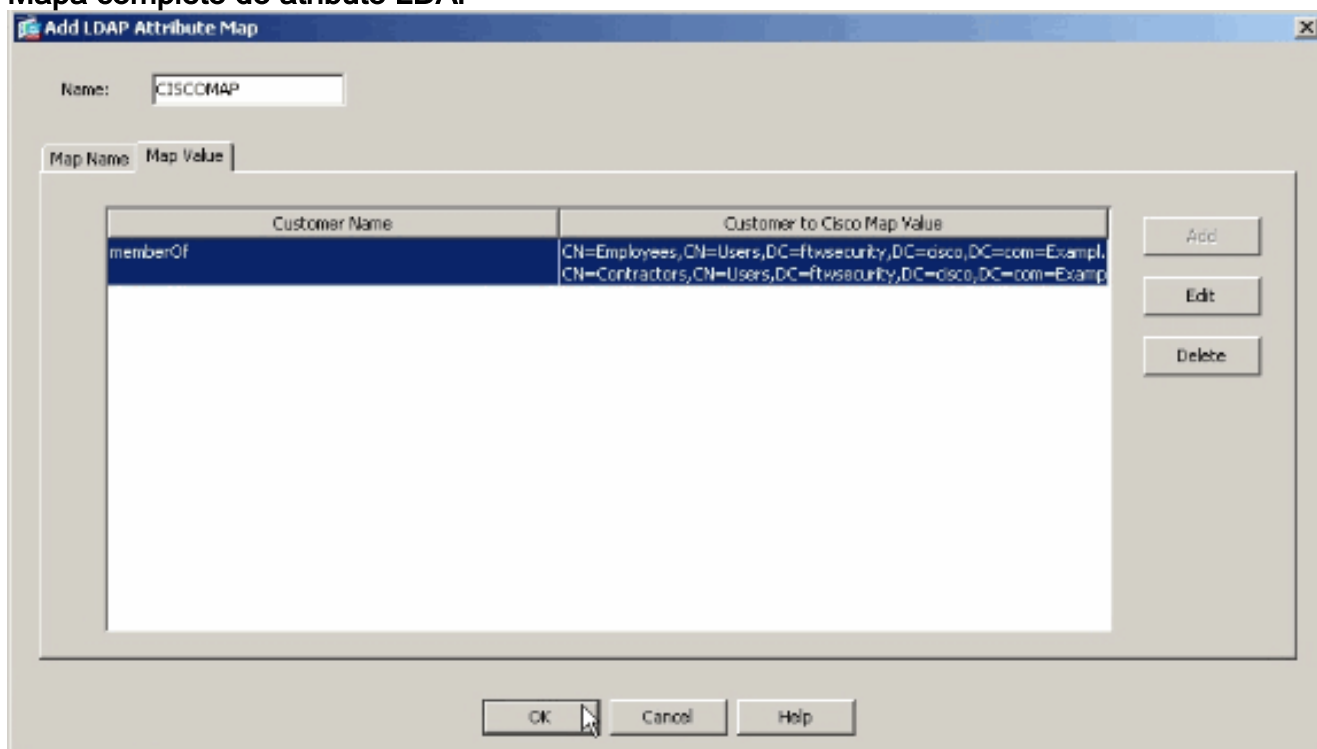 Mapa completo do atributo LDAP
Add LDAP Attribute Map
Name: CISCOMAP
Map Name Map Value
Customer Name Customer to Cisco Map Value
memberOf CN=Employees,CN=Users,DC=ftwsecurity,DC=cisco,DC=com=Exampl.
CN=Contractors,CN=Users,DC=ftwsecurity,DC=cisco,DC=com=Examp
Add
Edit
Delete
OK Cancel Help